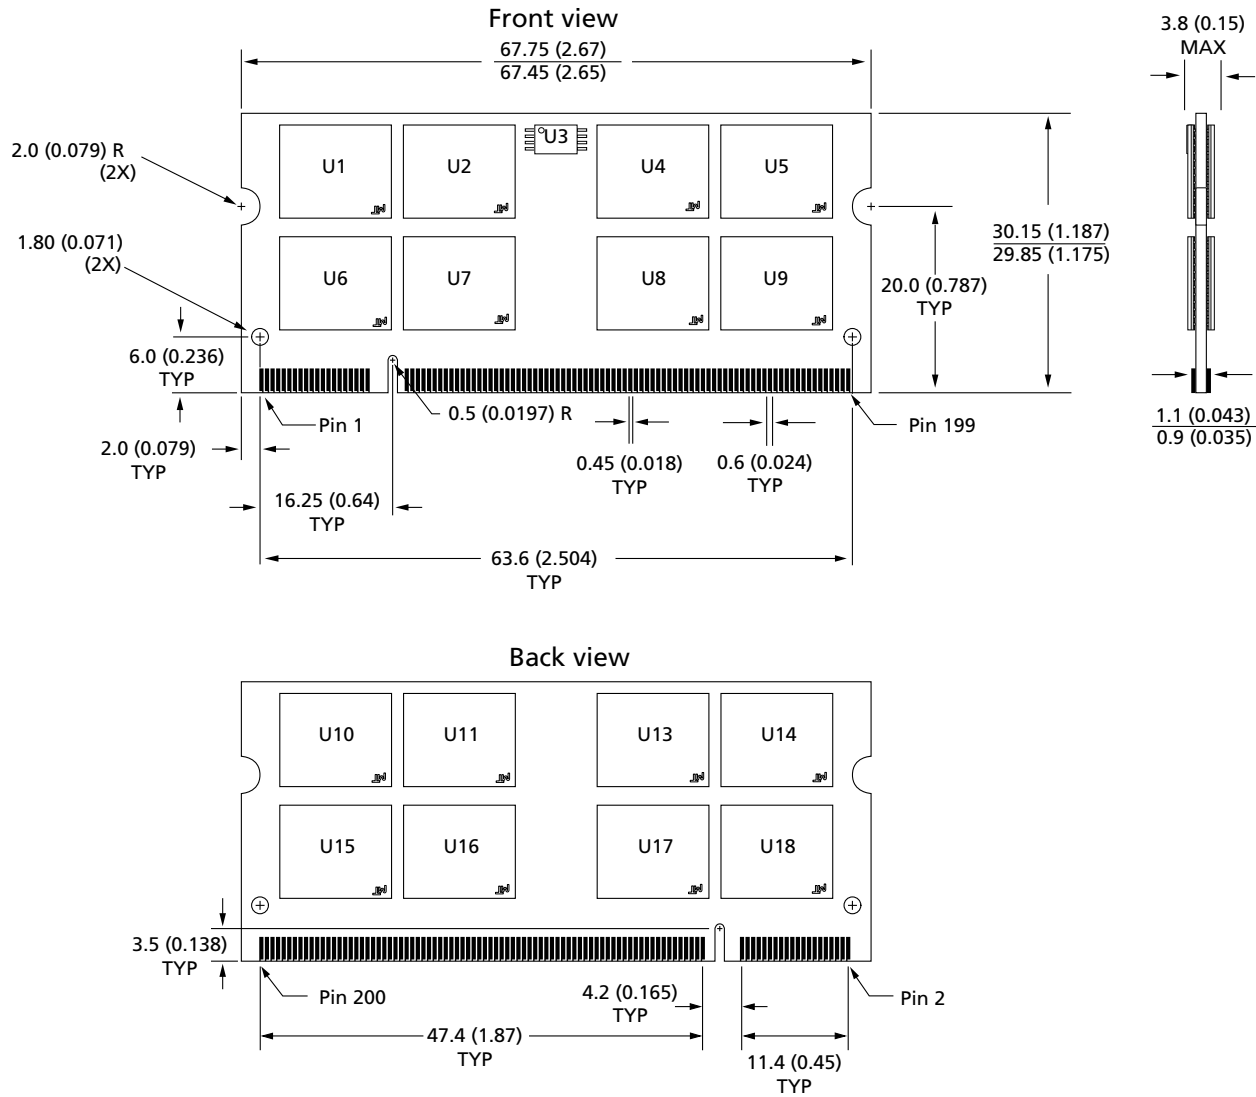 Front view
67.75 (2.67)
67.45 (2.65)
3.8 (0.15)
MAX
2.0 (0.079) R
(2X)
U1
U2
U3
U4
U5
1.80 (0.071)
(2X)
U6
U7
U8
U9
30.15 (1.187)
29.85 (1.175)
20.0 (0.787)
TYP
6.0 (0.236)
TYP
Pin 1
0.5 (0.0197) R
Pin 199
1.1 (0.043)
0.9 (0.035)
2.0 (0.079)
TYP
0.45 (0.018)
TYP
0.6 (0.024)
TYP
16.25 (0.64)
TYP
63.6 (2.504)
TYP
Back view
U10
U11
U13
U14
U15
U16
U17
U18
3.5 (0.138)
TYP
Pin 200
4.2 (0.165)
TYP
Pin 2
47.4 (1.87)
TYP
11.4 (0.45)
TYP